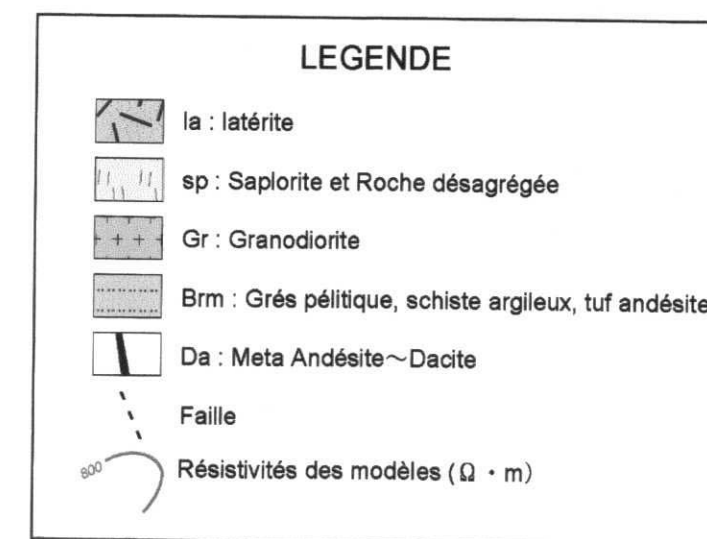 LEGENDE
la : latérite
sp : Saplorite et Roche désagrégée
Gr : Granodiorite
Brm : Grés pélitique, schiste argileux, tuf andésite
Da : Meta Andésite～Dacite
Faille
800
Résistivités des modèles (Ω・m)